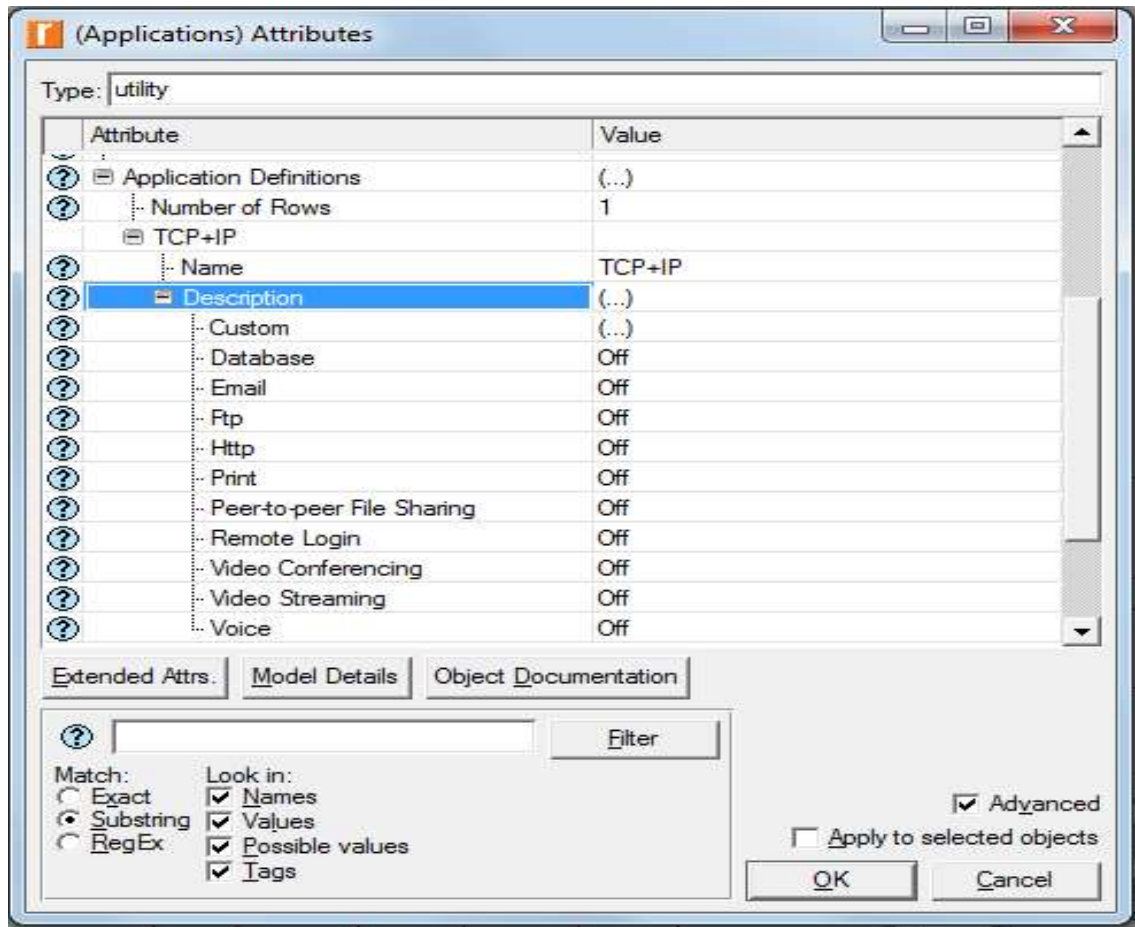 (Applications) Attributes
Type: utility
Attribute Value
? Application Definitions (...)
? Number of Rows 1
TCP+IP
? Name TCP+IP
? Description (...)
? Custom (...)
? Database Off
? Email Off
? Ftp Off
? Http Off
? Print Off
? Peer-to-peer File Sharing Off
? Remote Login Off
? Video Conferencing Off
? Video Streaming Off
? Voice Off
Extended Attrs. Model Details Object Documentation
? Filter
Match: Look in:
Exact Names
Substring Values
RegEx Possible values
Tags
Advanced
Apply to selected objects
OK Cancel